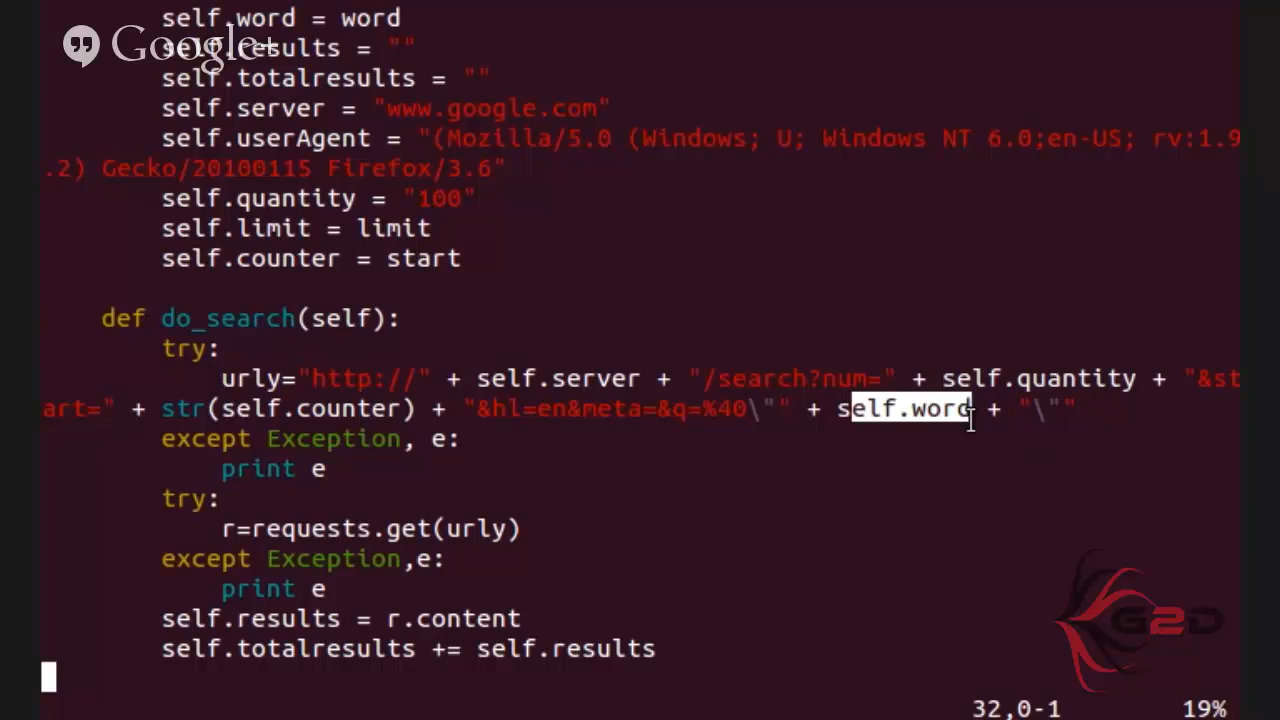 self.word = word
Google+
self.results = ""
self.totalresults = ""
self.server = "www.google.com"
self.userAgent = "(Mozilla/5.0 (Windows; U; Windows NT 6.0;en-US; rv:1.9
.2) Gecko/20100115 Firefox/3.6"
self.quantity = "100"
self.limit = limit
self.counter = start
def do_search(self):
try:
urly="http://" + self.server + "/search?num=" + self.quantity + "&st
art=" + str(self.counter) + "&hl=en&meta=&q=%40\"" + self.word + "\""
except Exception, e:
print e
try:
r=requests.get(urly)
except Exception,e:
print e
self.results = r.content
G2D
self.totalresults += self.results
32,0-1 19%